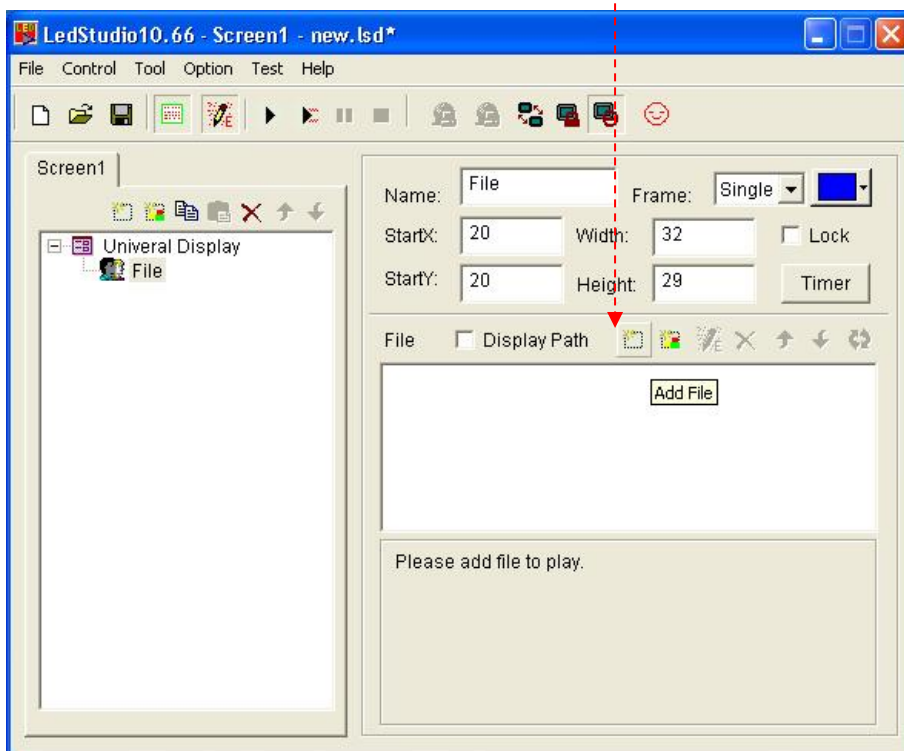 LedStudio10.66 - Screen1 - new.lsd*
File Control Tool Option Test Help
Screen1
Univeral Display
File
Name: File Frame: Single
StartX: 20 Width: 32 Lock
StartY: 20 Height: 29 Timer
File Display Path
Add File
Please add file to play.